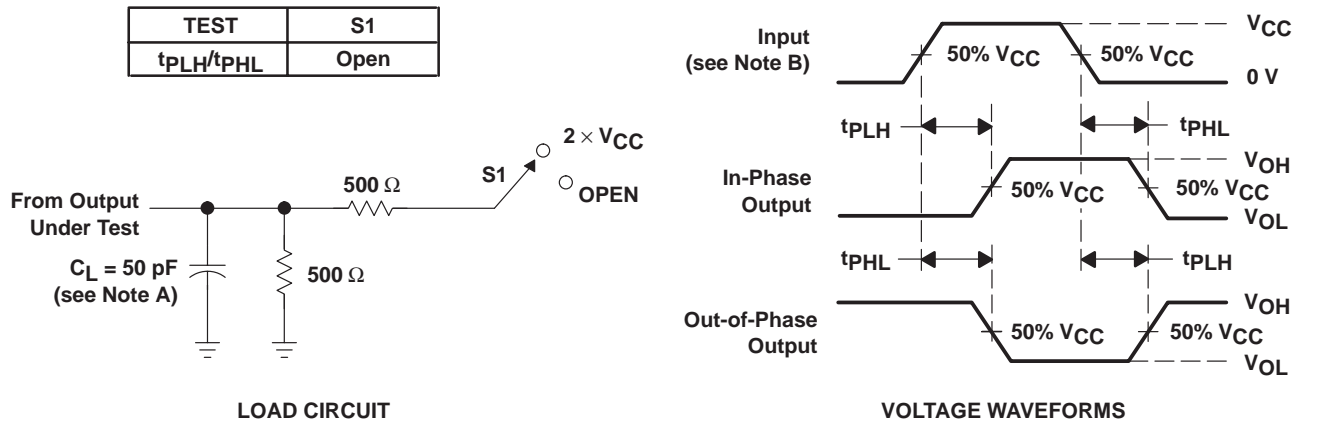 TEST S1
tPLH/tPHL Open
2 × VCC
S1
OPEN
500 Ω
From Output
Under Test
CL = 50 pF
(see Note A)
500 Ω
LOAD CIRCUIT
Input
(see Note B)
50% VCC
50% VCC
VCC
0 V
tPLH
tPHL
In-Phase
Output
50% VCC
50% VCC
VOH
VOL
tPHL
tPLH
Out-of-Phase
Output
50% VCC
50% VCC
VOH
VOL
VOLTAGE WAVEFORMS